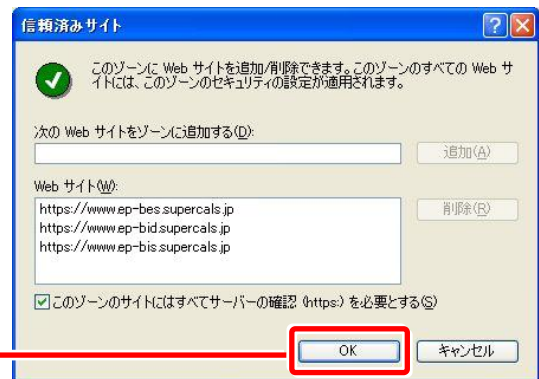 信頼済みサイト
このゾーンに Web サイトを追加/削除できます。このゾーンのすべての Web サ
イトには、このゾーンのセキュリティの設定が適用されます。
次の Web サイトをゾーンに追加する(D):
追加(A)
Web サイト(W):
https://www.ep-bes.supercals.jp
https://www.ep-bid.supercals.jp
https://www.ep-bis.supercals.jp
削除(R)
このゾーンのサイトにはすべてサーバーの確認 (https:) を必要とする(S)
OK
キャンセル